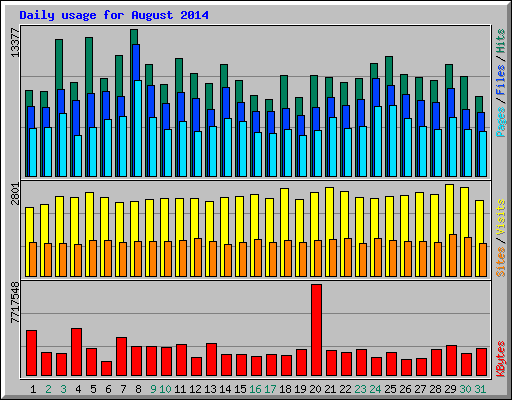 Daily usage for August 2014
13377
Pages / Files / Hits
2801
Sites / Visits
7717548
KBytes
1 2 3 4 5 6 7 8 9 10 11 12 13 14 15 16 17 18 19 20 21 22 23 24 25 26 27 28 29 30 31